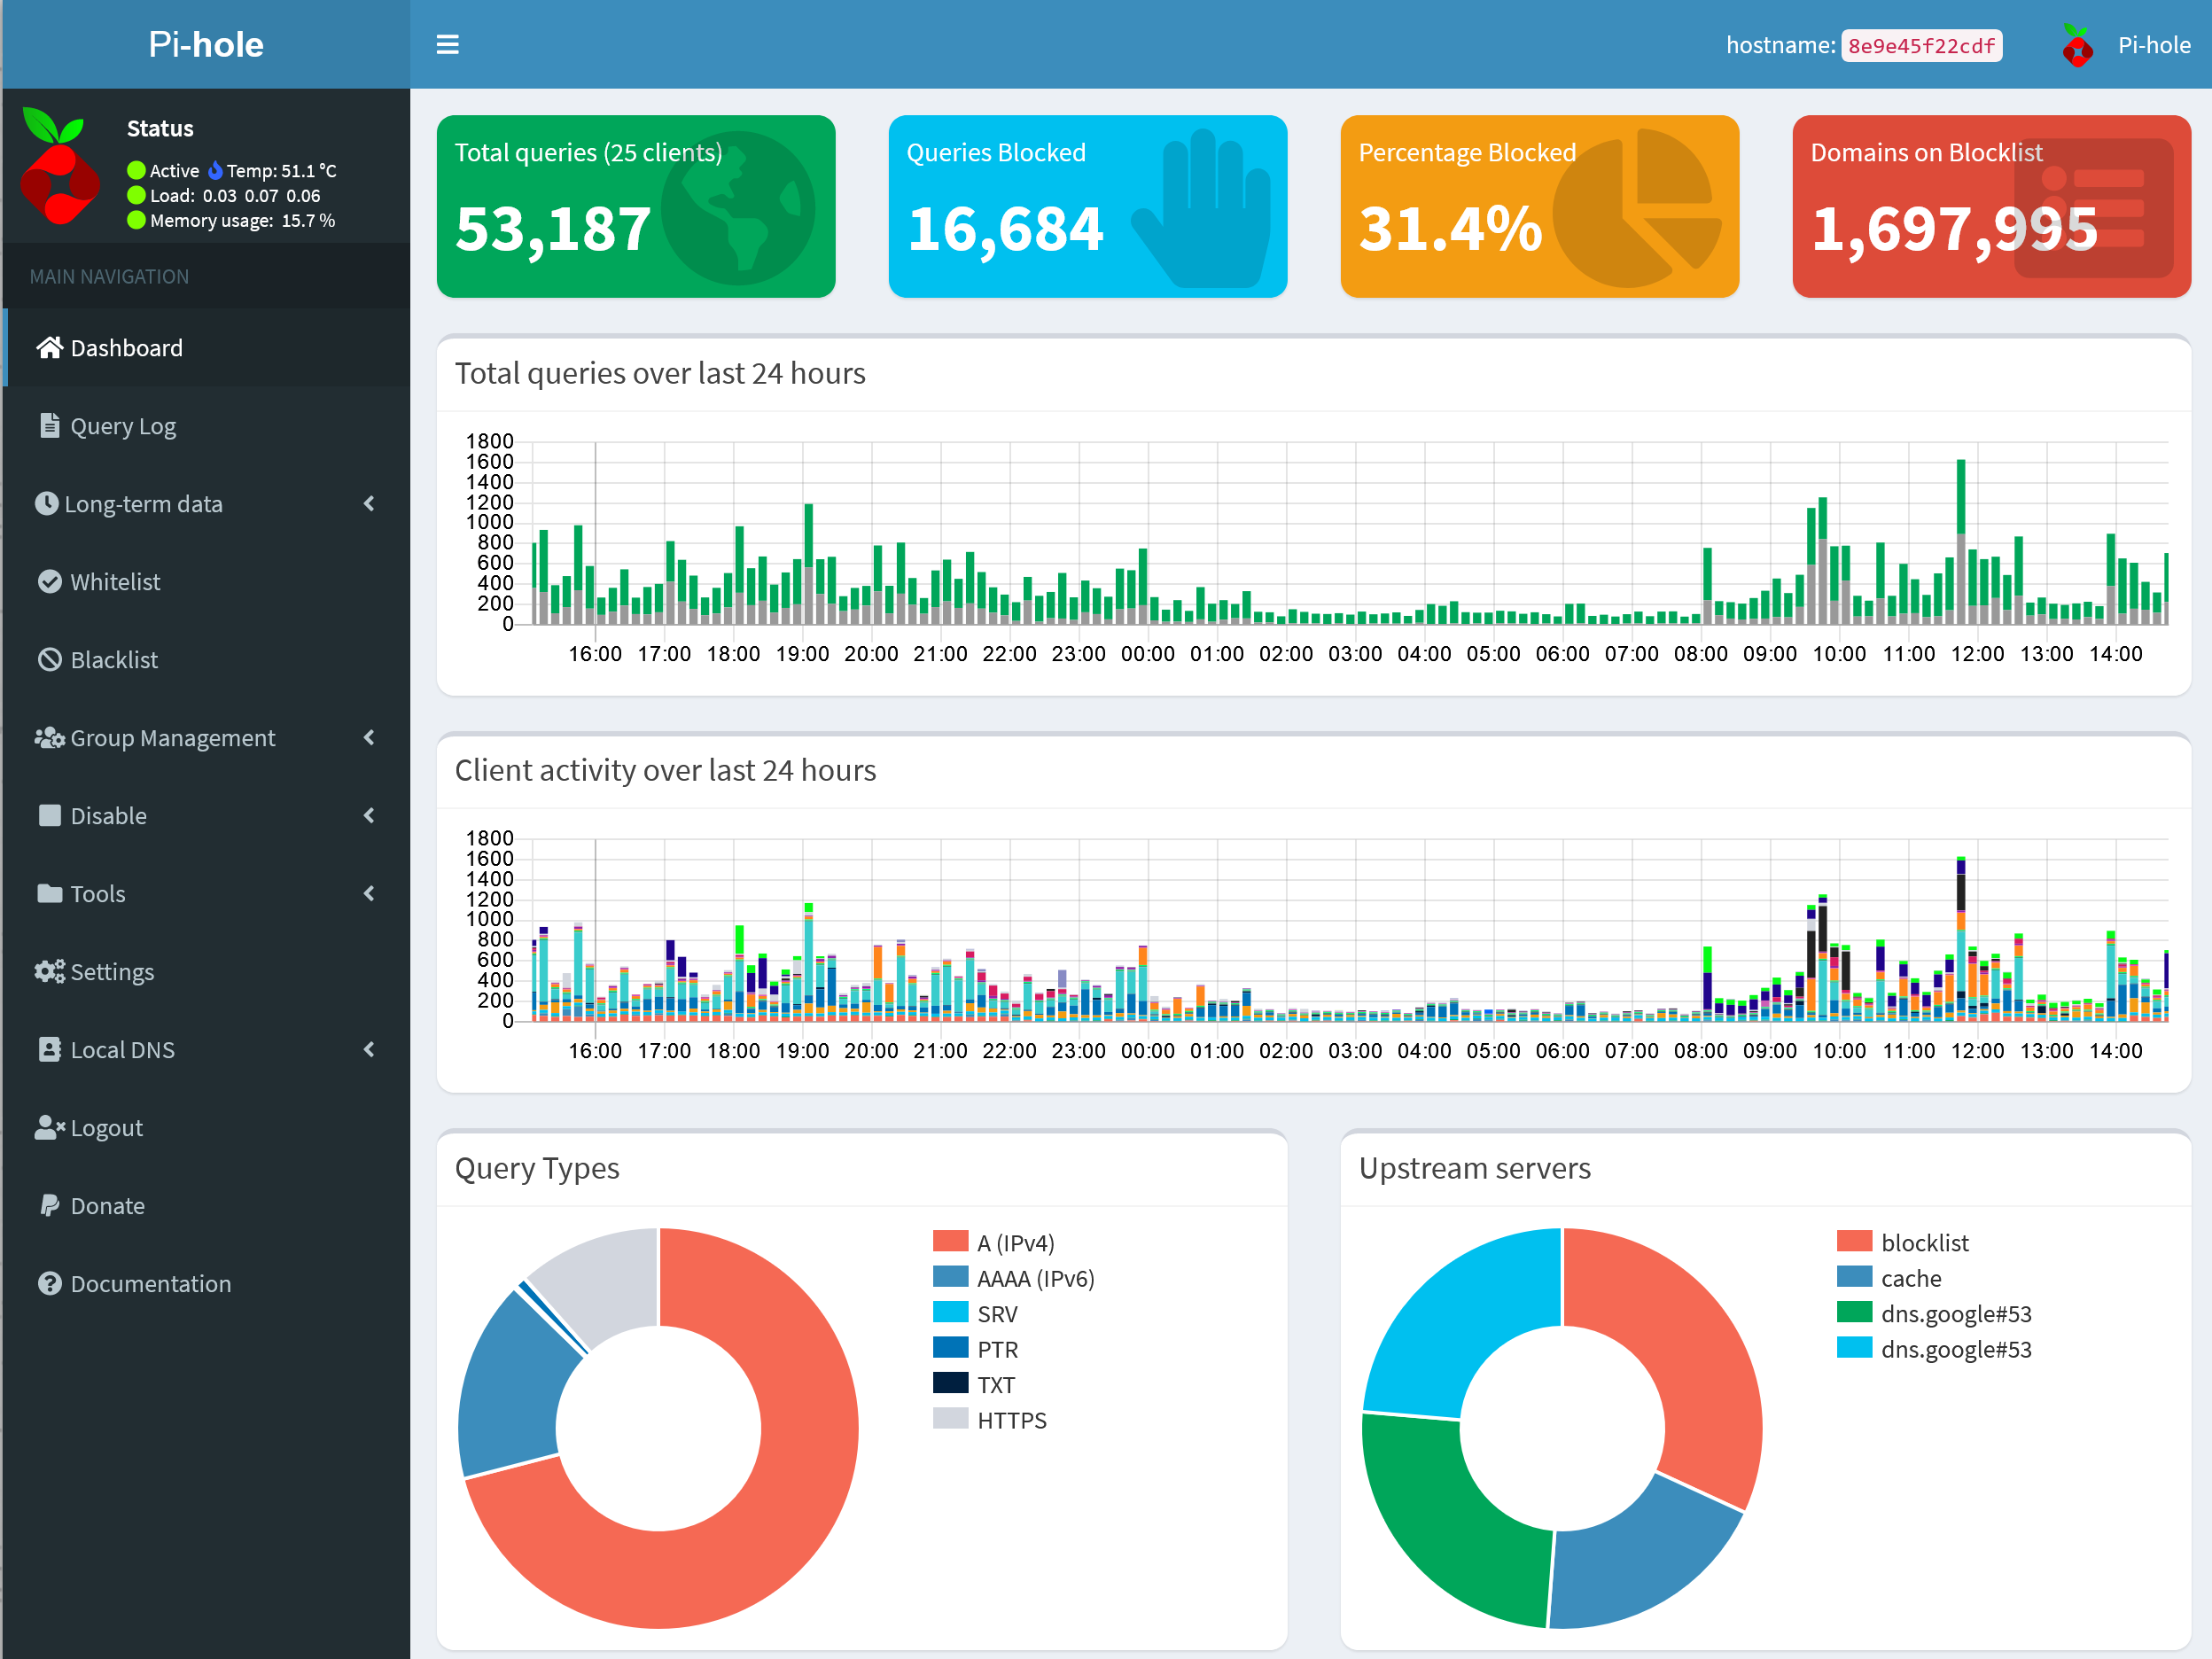 Pi-hole
hostname: 8e9e45f22cdf Pi-hole
Status
Active Temp: 51.1 °C
Load: 0.03 0.07 0.06
Memory usage: 15.7 %
MAIN NAVIGATION
Dashboard
Query Log
Long-term data
Whitelist
Blacklist
Group Management
Disable
Tools
Settings
Local DNS
Logout
Donate
Documentation
Total queries (25 clients)
53,187
Queries Blocked
16,684
Percentage Blocked
31.4%
Domains on Blocklist
1,697,995
Total queries over last 24 hours
1800
1600
1400
1200
1000
800
600
400
200
0
16:00 17:00 18:00 19:00 20:00 21:00 22:00 23:00 00:00 01:00 02:00 03:00 04:00 05:00 06:00 07:00 08:00 09:00 10:00 11:00 12:00 13:00 14:00
Client activity over last 24 hours
1800
1600
1400
1200
1000
800
600
400
200
0
16:00 17:00 18:00 19:00 20:00 21:00 22:00 23:00 00:00 01:00 02:00 03:00 04:00 05:00 06:00 07:00 08:00 09:00 10:00 11:00 12:00 13:00 14:00
Query Types
A (IPv4)
AAAA (IPv6)
SRV
PTR
TXT
HTTPS
Upstream servers
blocklist
cache
dns.google#53
dns.google#53